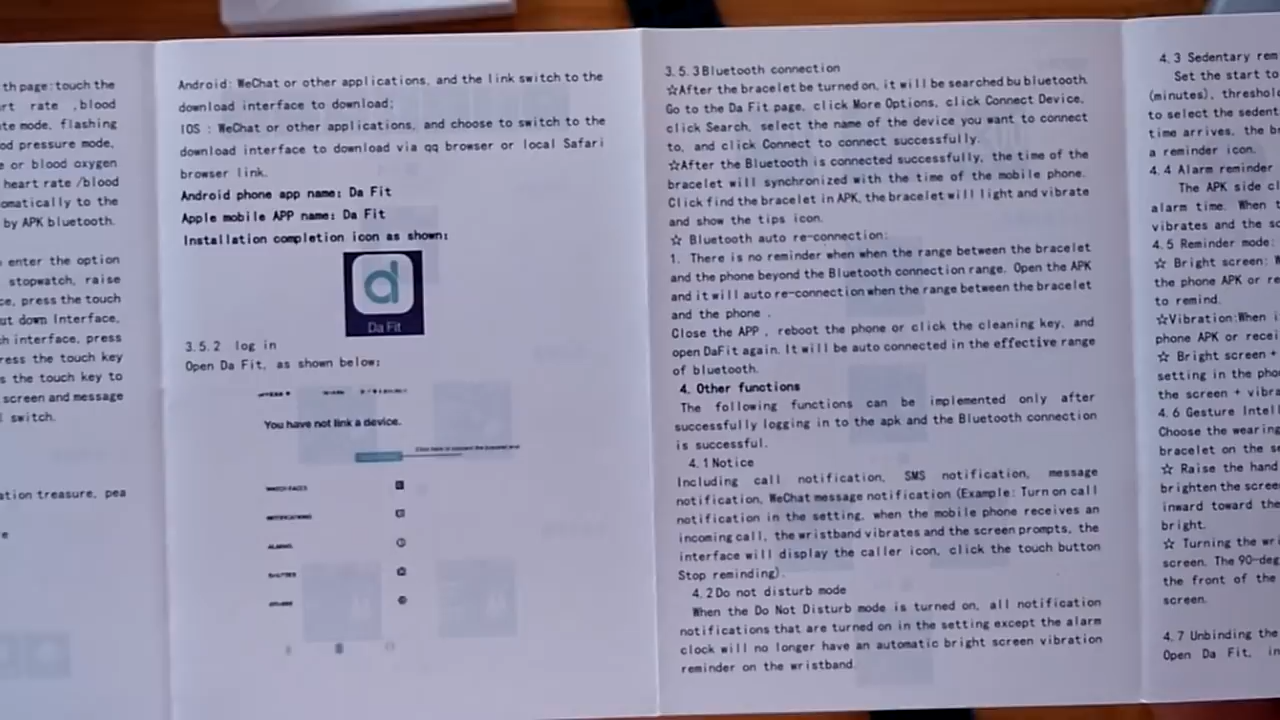 th page:touch the
rt rate ,blood
te mode, flashing
od pressure mode,
e or blood oxygen
heart rate /blood
omatically to the
by APK bluetooth.
enter the option
stopwatch, raise
ce, press the touch
ut down Interface,
ch interface, press
ress the touch key
s the touch key to
screen and message
switch.
ation treasure, pea
e
Android: WeChat or other applications, and the link switch to the
download interface to download;
IOS : WeChat or other applications, and choose to switch to the
download interface to download via qq browser or local Safari
browser link.
Android phone app name: Da Fit
Apple mobile APP name: Da Fit
Installation completion icon as shown:
d
Da Fit
3.5.2 log in
Open Da Fit, as shown below:
You have not link a device.
WATCH FACES
NOTIFICATIONS
ALARMS
SHUTTER
OTHERS
3.5.3Bluetooth connection
☆After the bracelet be turned on, it will be searched bu bluetooth.
Go to the Da Fit page, click More Options, click Connect Device,
click Search, select the name of the device you want to connect
to, and click Connect to connect successfully.
☆After the Bluetooth is connected successfully, the time of the
bracelet will synchronized with the time of the mobile phone.
Click find the bracelet in APK, the bracelet will light and vibrate
and show the tips icon.
☆ Bluetooth auto re-connection:
1. There is no reminder when when the range between the bracelet
and the phone beyond the Bluetooth connection range. Open the APK
and it will auto re-connection when the range between the bracelet
and the phone .
Close the APP , reboot the phone or click the cleaning key, and
open DaFit again. It will be auto connected in the effective range
of bluetooth.
4. Other functions
The following functions can be implemented only after
successfully logging in to the apk and the Bluetooth connection
is successful.
4.1Notice
Including call notification, SMS notification, message
notification, WeChat message notification (Example: Turn on call
notification in the setting, when the mobile phone receives an
incoming call, the wristband vibrates and the screen prompts, the
interface will display the caller icon, click the touch button
Stop reminding).
4.2Do not disturb mode
When the Do Not Disturb mode is turned on, all notification
notifications that are turned on in the setting except the alarm
clock will no longer have an automatic bright screen vibration
reminder on the wristband.
4.3 Sedentary rem
Set the start to
(minutes), threshol
to select the sedent
time arrives, the b
a reminder icon.
4.4 Alarm reminder
The APK side cl
alarm time. When t
vibrates and the sc
4.5 Reminder mode:
☆ Bright screen: W
the phone APK or re
to remind.
☆Vibration:When i
phone APK or recei
☆ Bright screen +
setting in the pho
the screen + vibra
4.6 Gesture Intell
Choose the wearing
bracelet on the se
☆ Raise the hand
brighten the scree
inward toward the
bright.
☆ Turning the wri
screen. The 90-deg
the front of the
screen.
4.7 Unbinding the
Open Da Fit, in